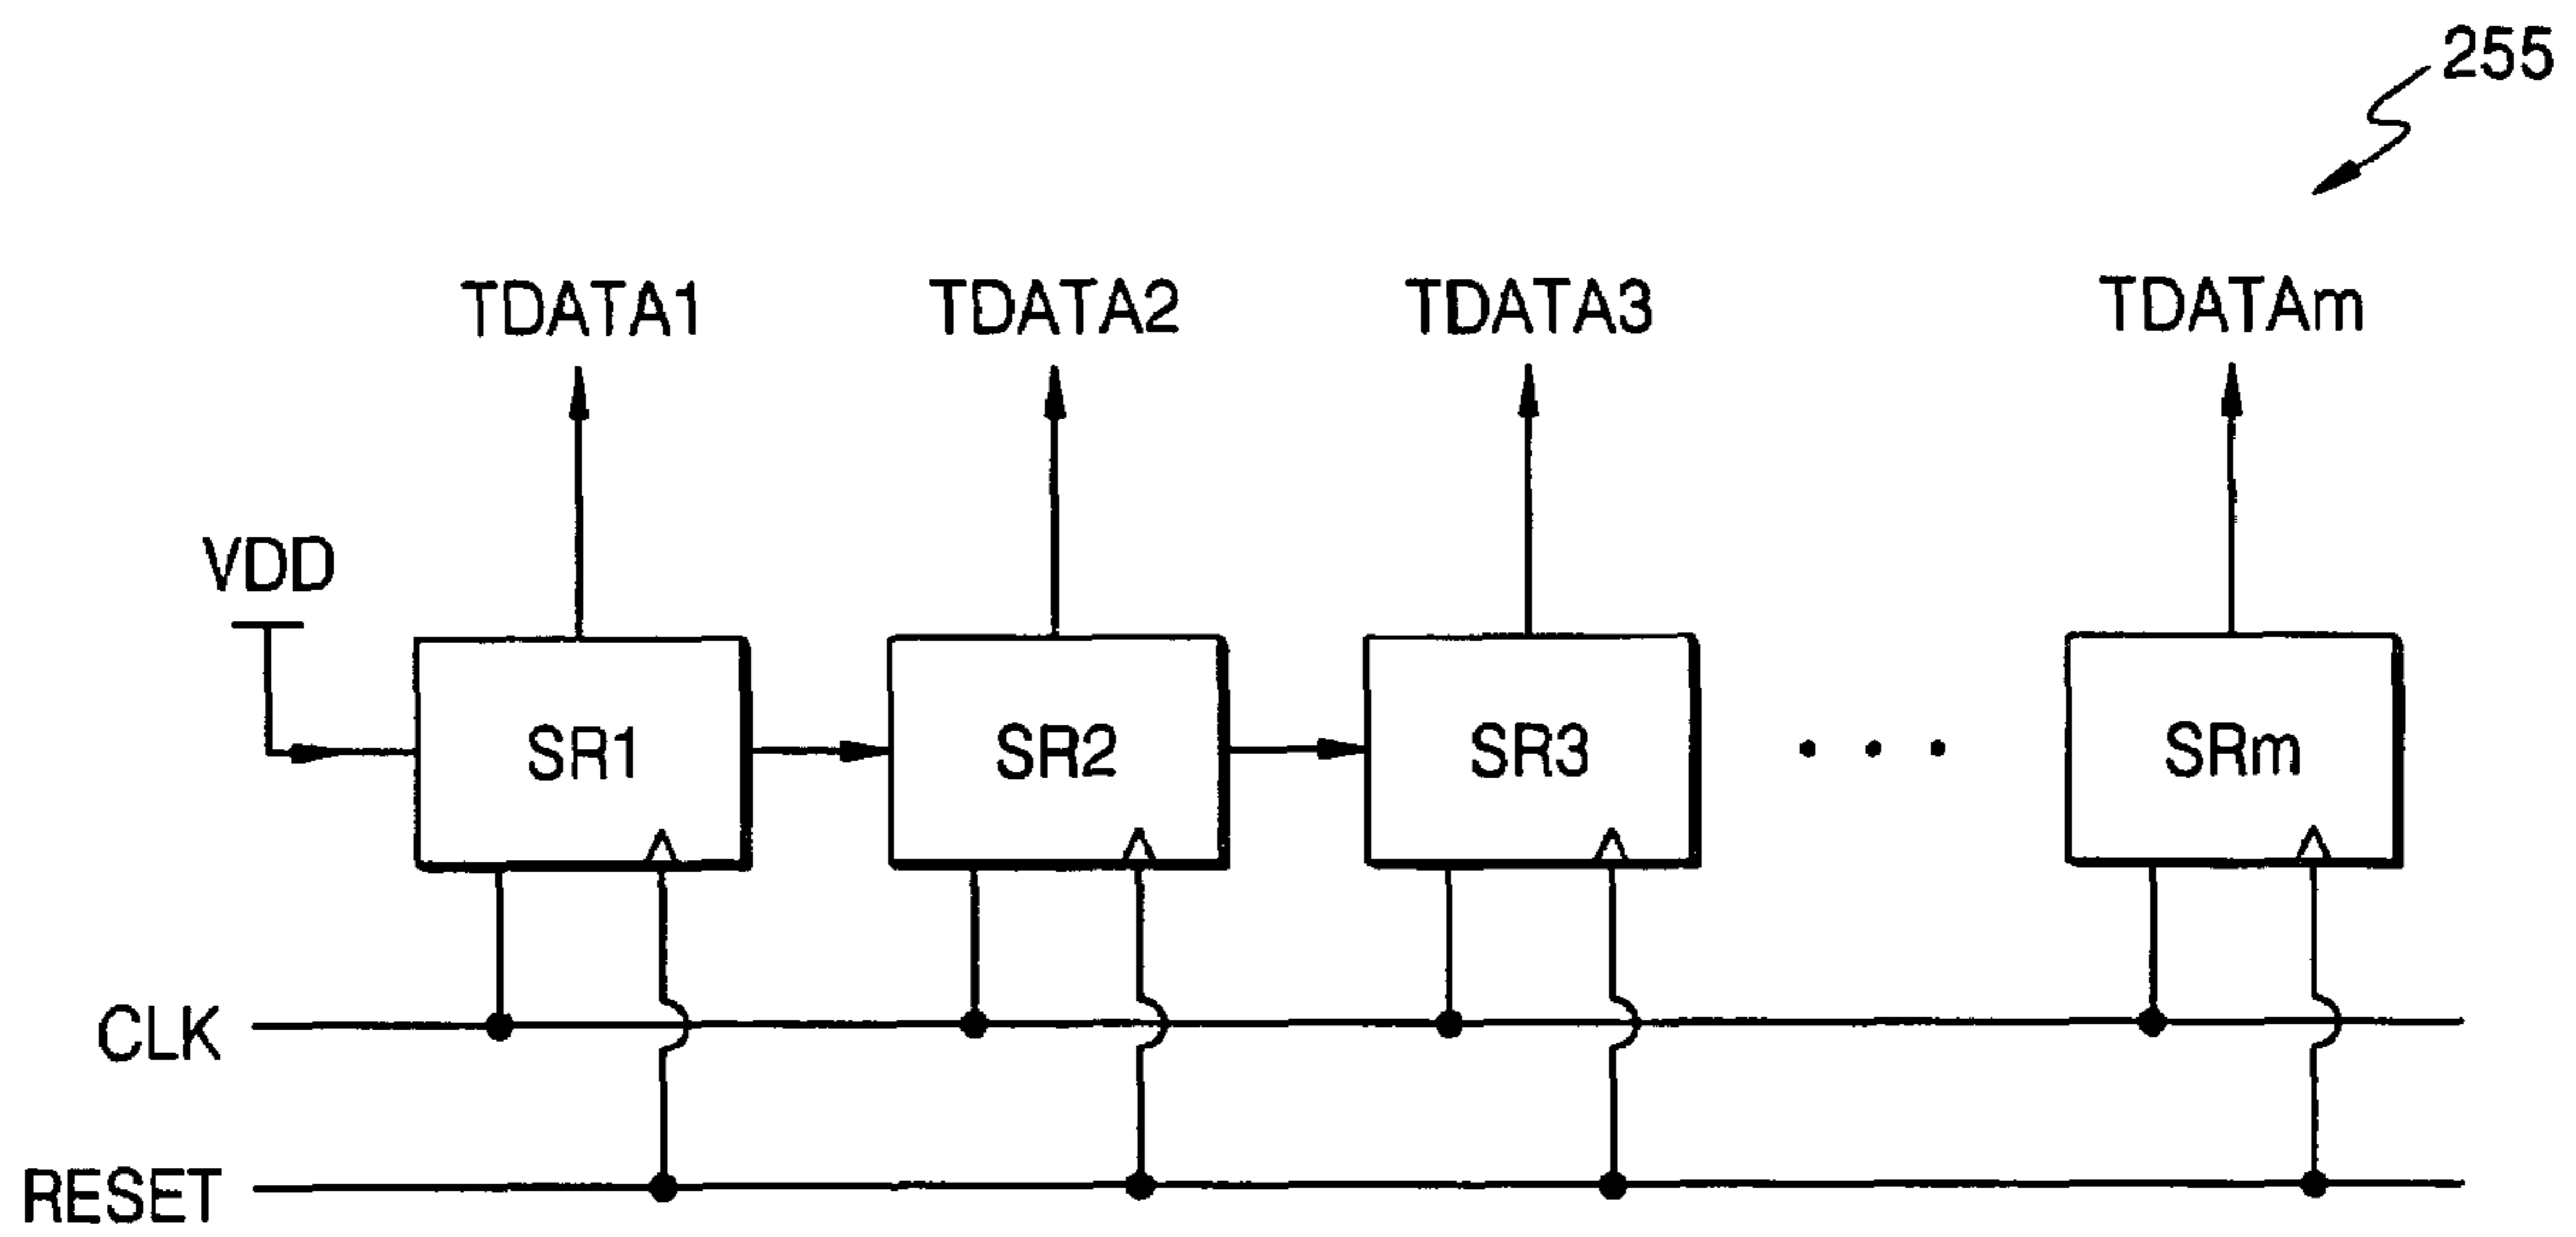 255
TDATA1 TDATA2 TDATA3 TDATAm
VDD
SR1 SR2 SR3 . . . SRm
CLK
RESET